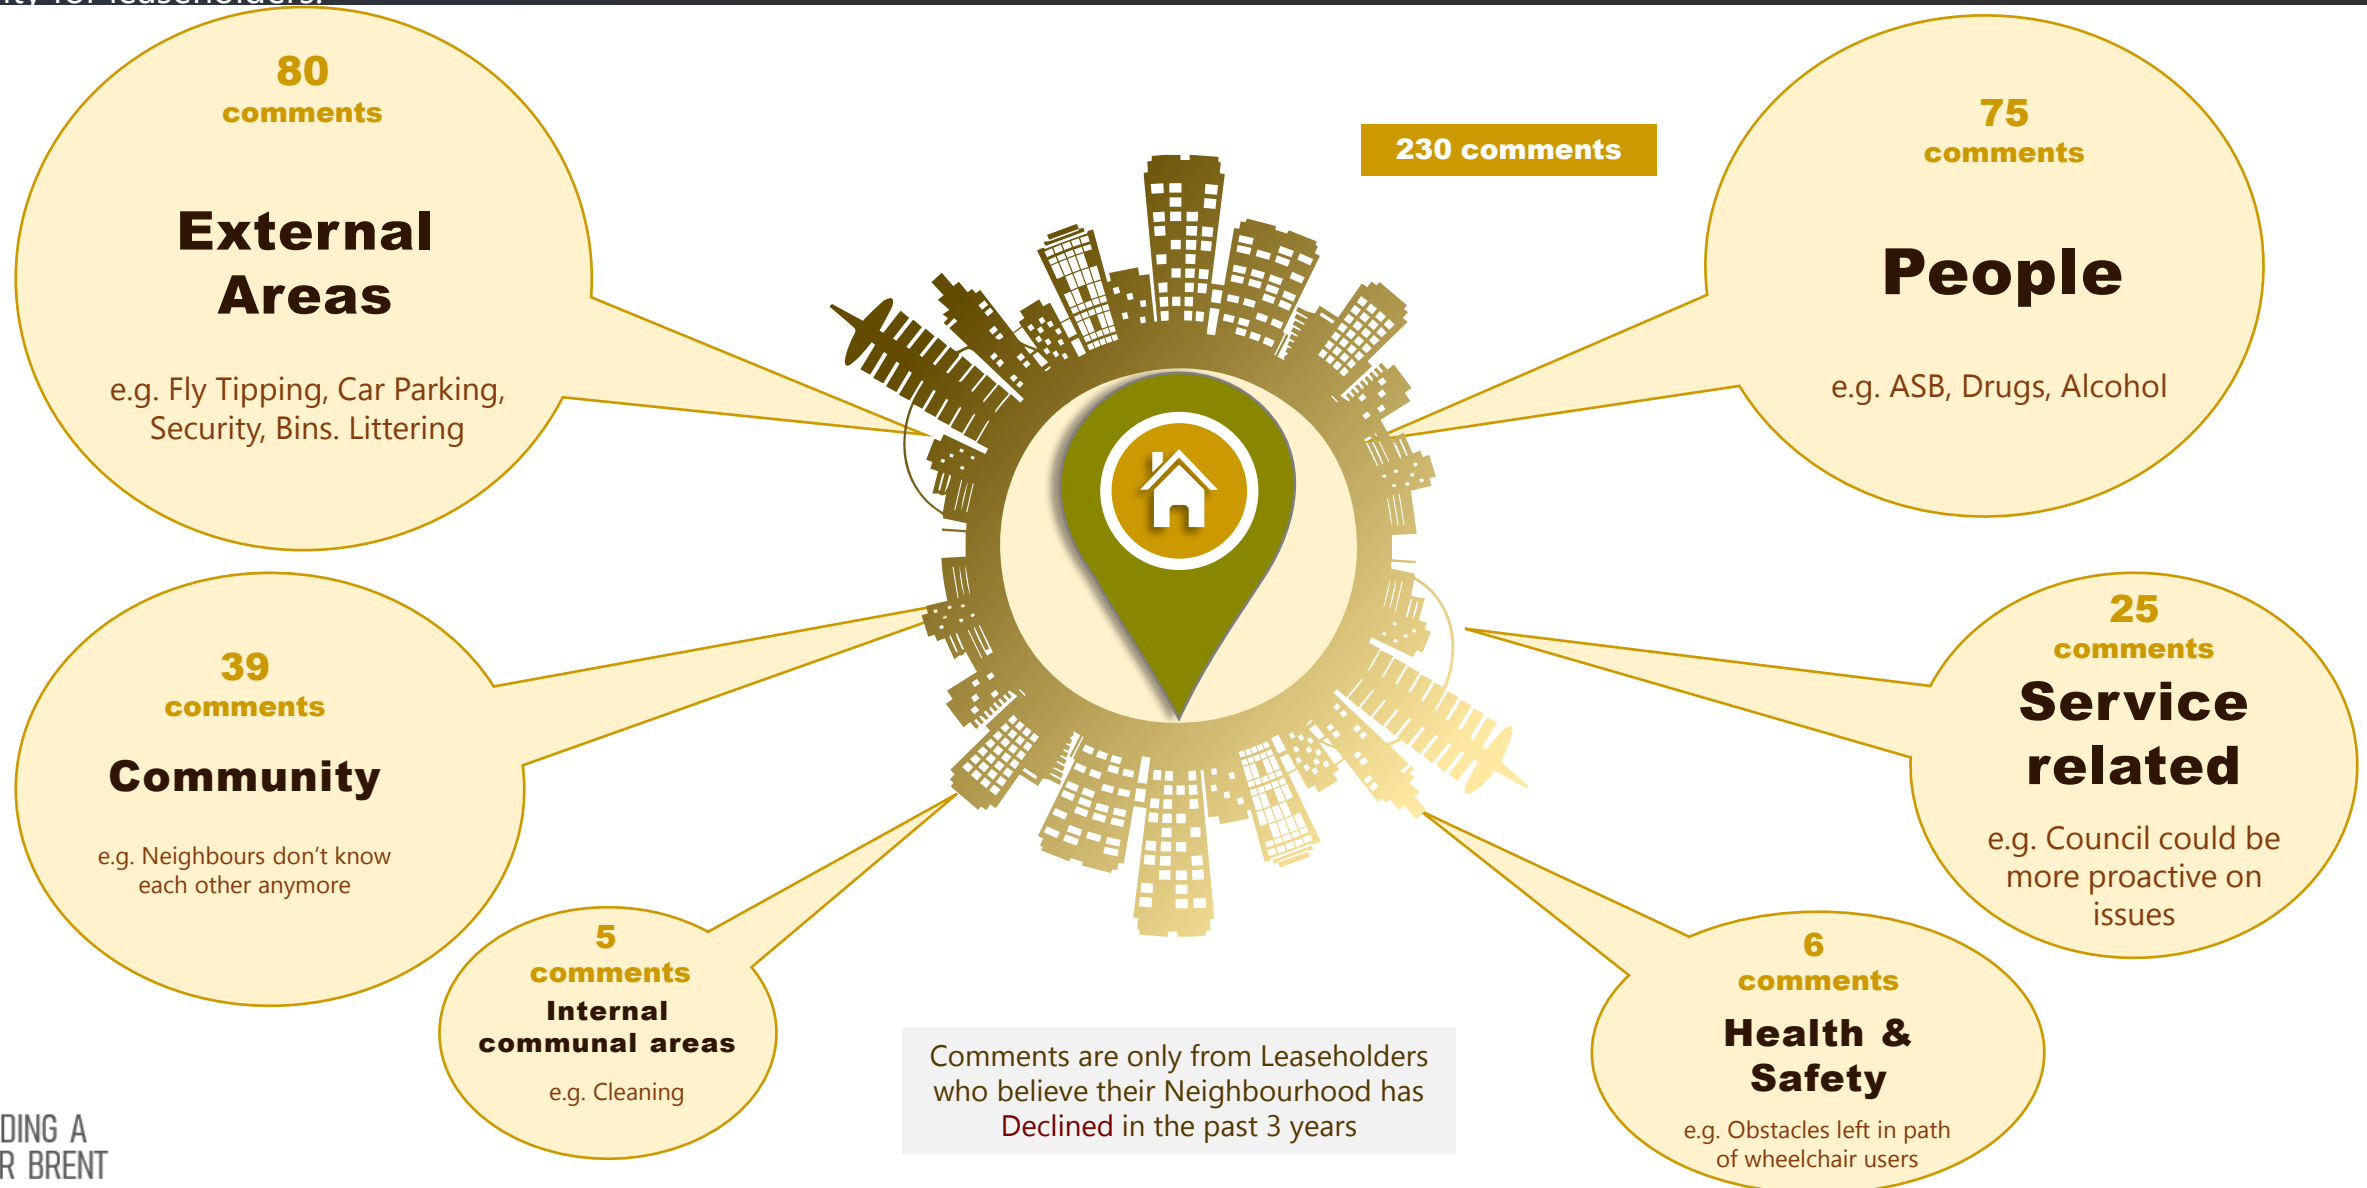 for leaseholders.
80
comments
External
Areas
e.g. Fly Tipping, Car Parking,
Security, Bins. Littering
230 comments
75
comments
People
e.g. ASB, Drugs, Alcohol
39
comments
Community
e.g. Neighbours don't know
each other anymore
25
comments
Service
related
e.g. Council could be
more proactive on
issues
5
comments
Internal
communal areas
e.g. Cleaning
6
comments
Health &
Safety
e.g. Obstacles left in path
of wheelchair users
Comments are only from Leaseholders
who believe their Neighbourhood has
Declined in the past 3 years
DING A
R BRENT